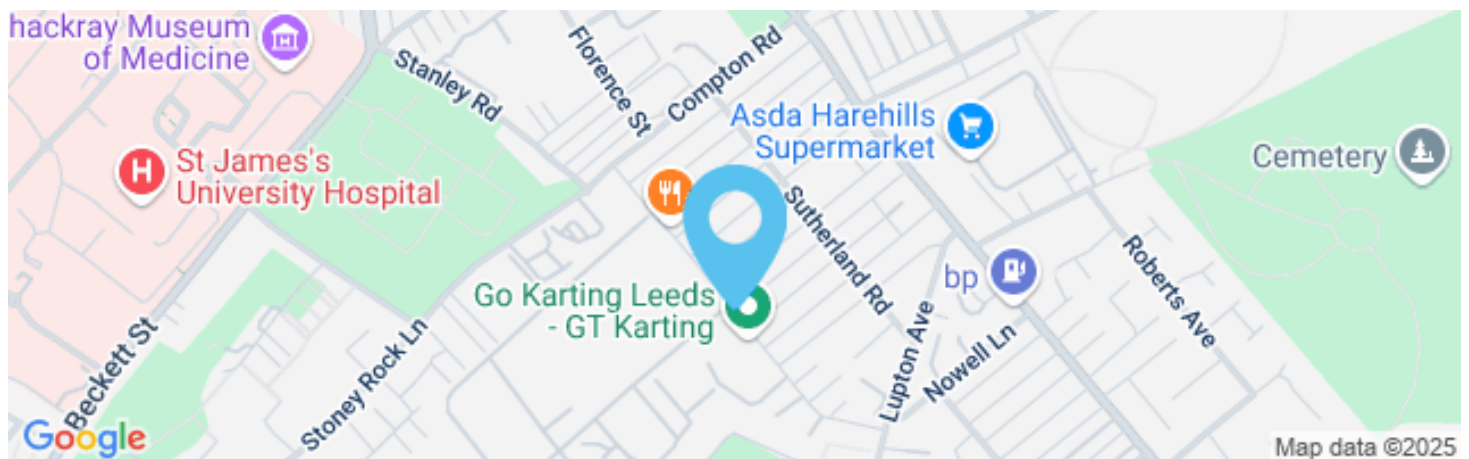 hackray Museum
of Medicine
Stanley Rd
Florence St
Compton Rd
Asda Harehills
Supermarket
Cemetery
H
St James's
University Hospital
Sutherland Rd
Roberts Ave
bp
Go Karting Leeds
- GT Karting
Lupton Ave
Nowell Ln
Beckett St
Stoney Rock Ln
Google
Map data ©2025